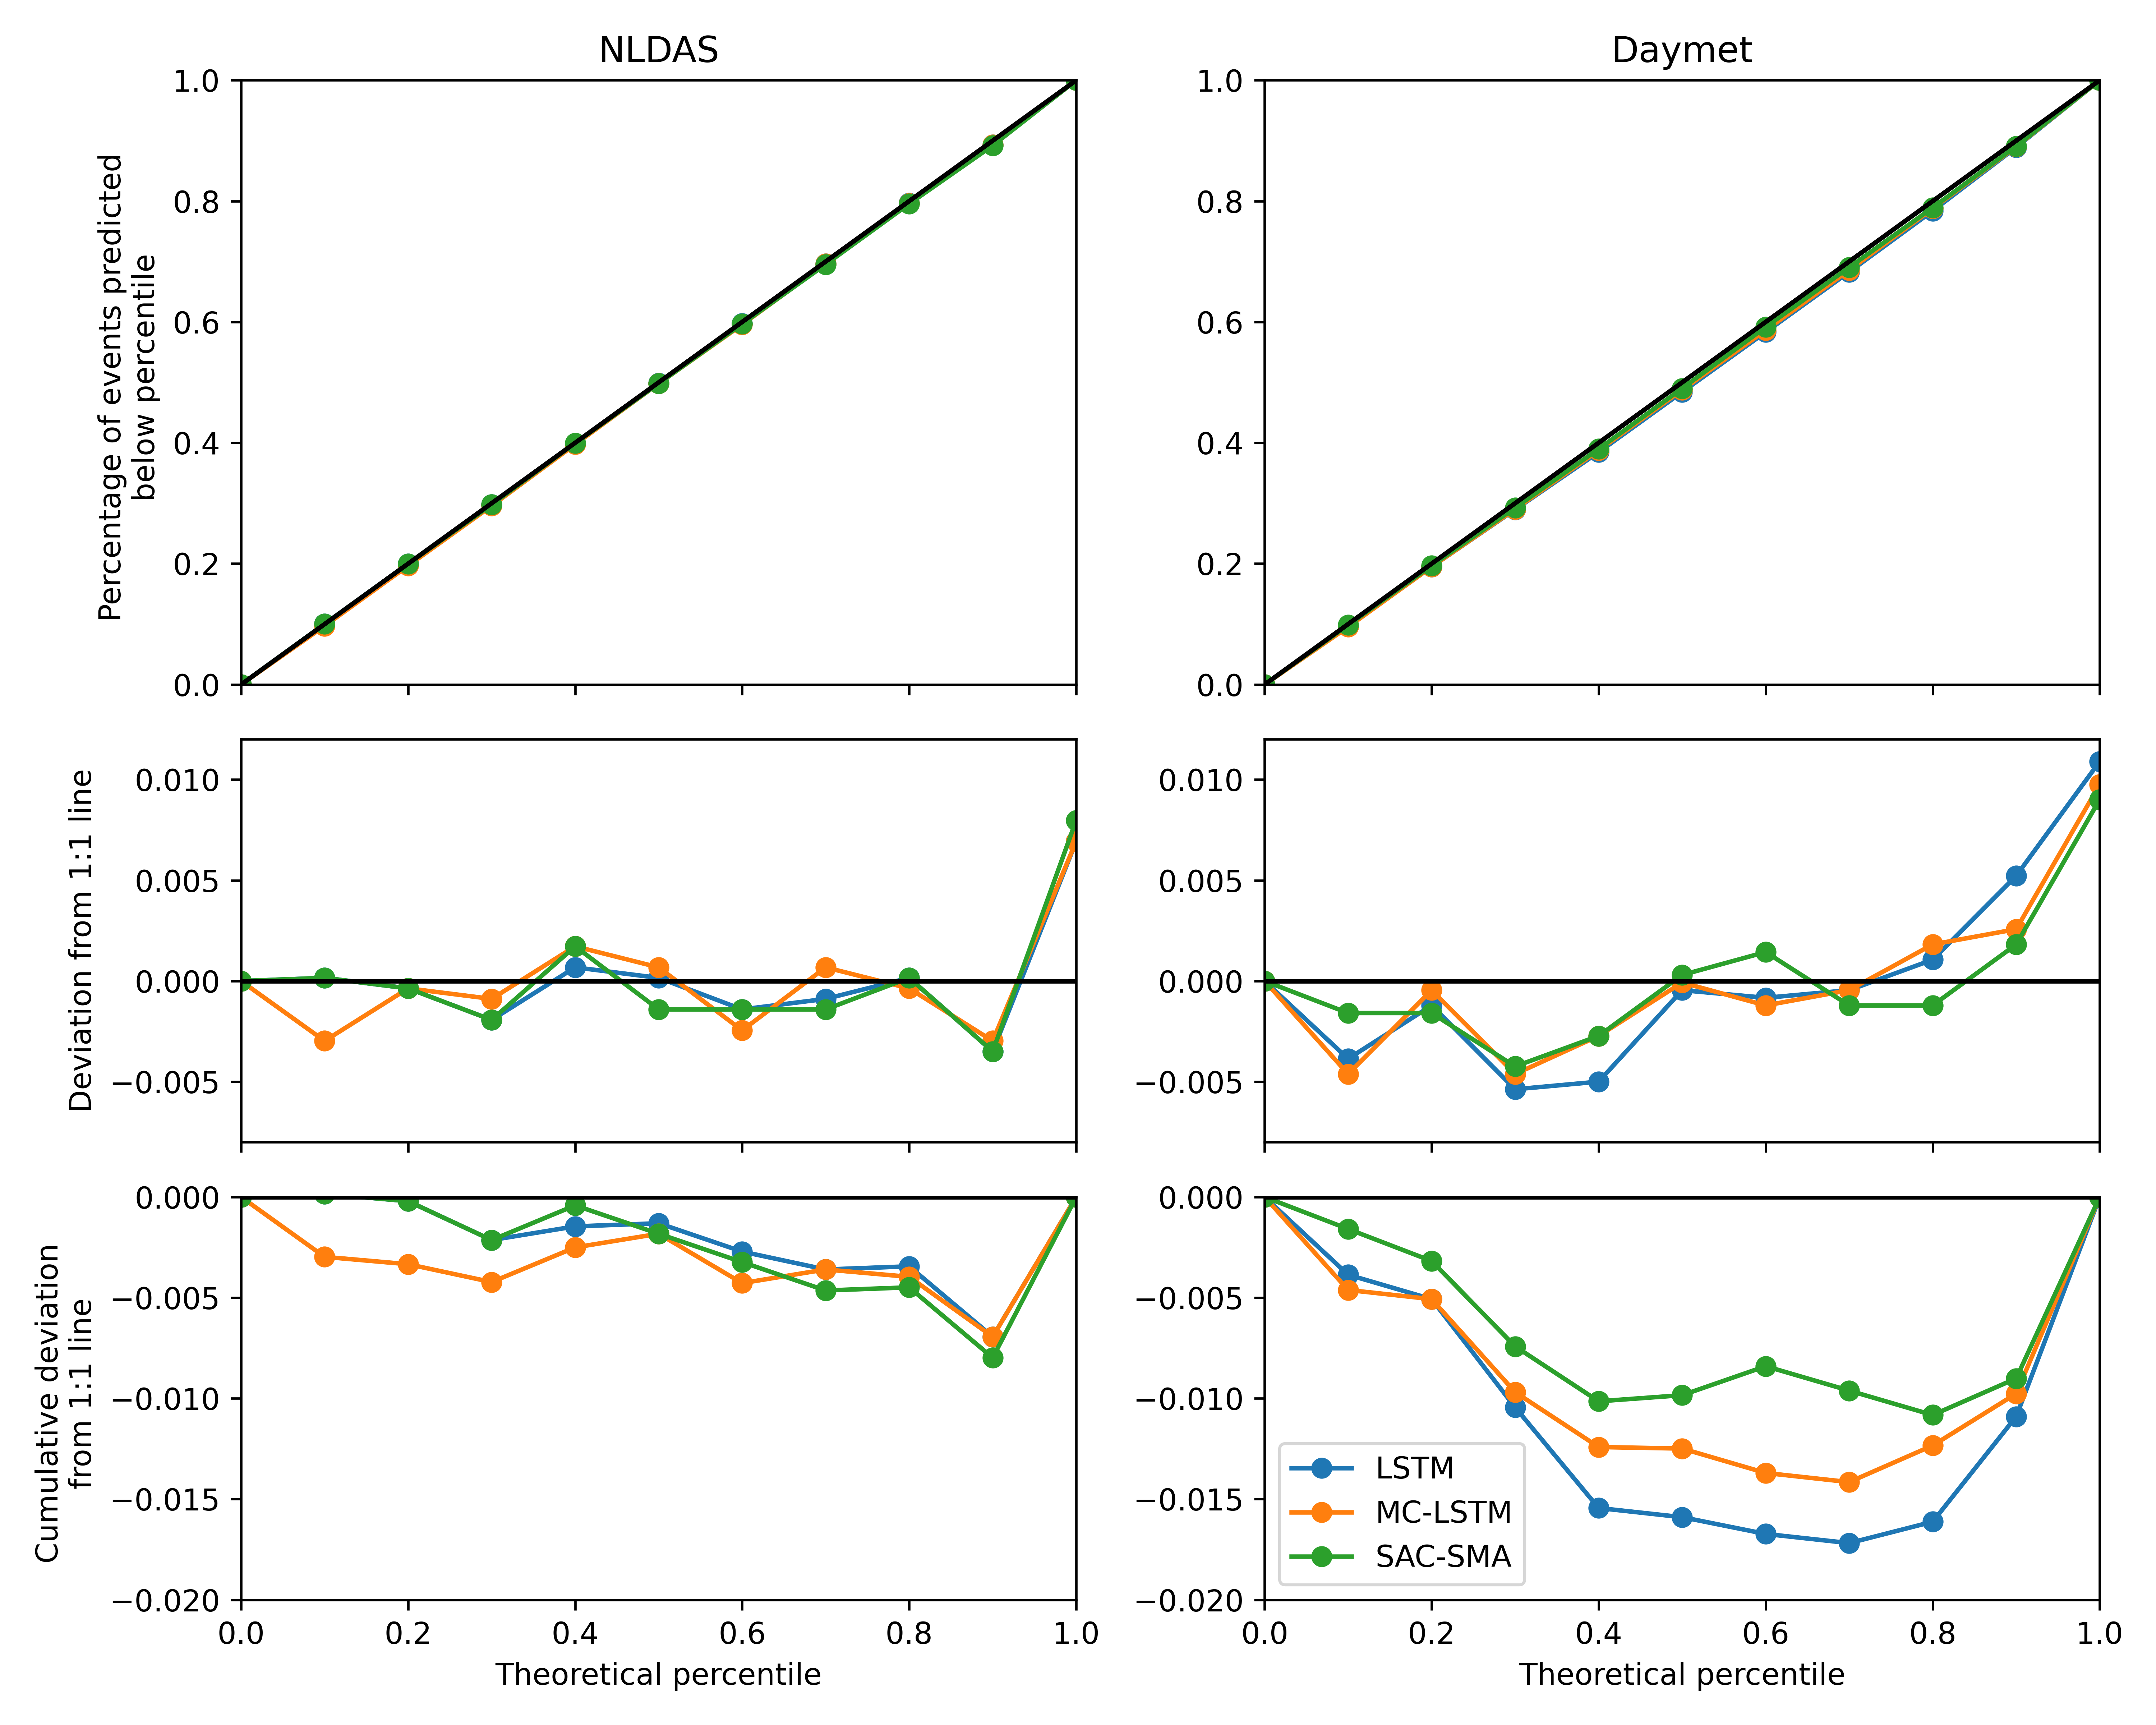 NLDAS
Daymet
1.0
0.8
0.6
0.4
0.2
0.0
Percentage of events predicted
below percentile
1.0
0.8
0.6
0.4
0.2
0.0
0.010
0.005
0.000
−0.005
Deviation from 1:1 line
0.010
0.005
0.000
−0.005
0.000
−0.005
−0.010
−0.015
−0.020
Cumulative deviation
from 1:1 line
0.0 0.2 0.4 0.6 0.8 1.0
Theoretical percentile
0.000
−0.005
−0.010
−0.015
−0.020
LSTM
MC-LSTM
SAC-SMA
0.0 0.2 0.4 0.6 0.8 1.0
Theoretical percentile